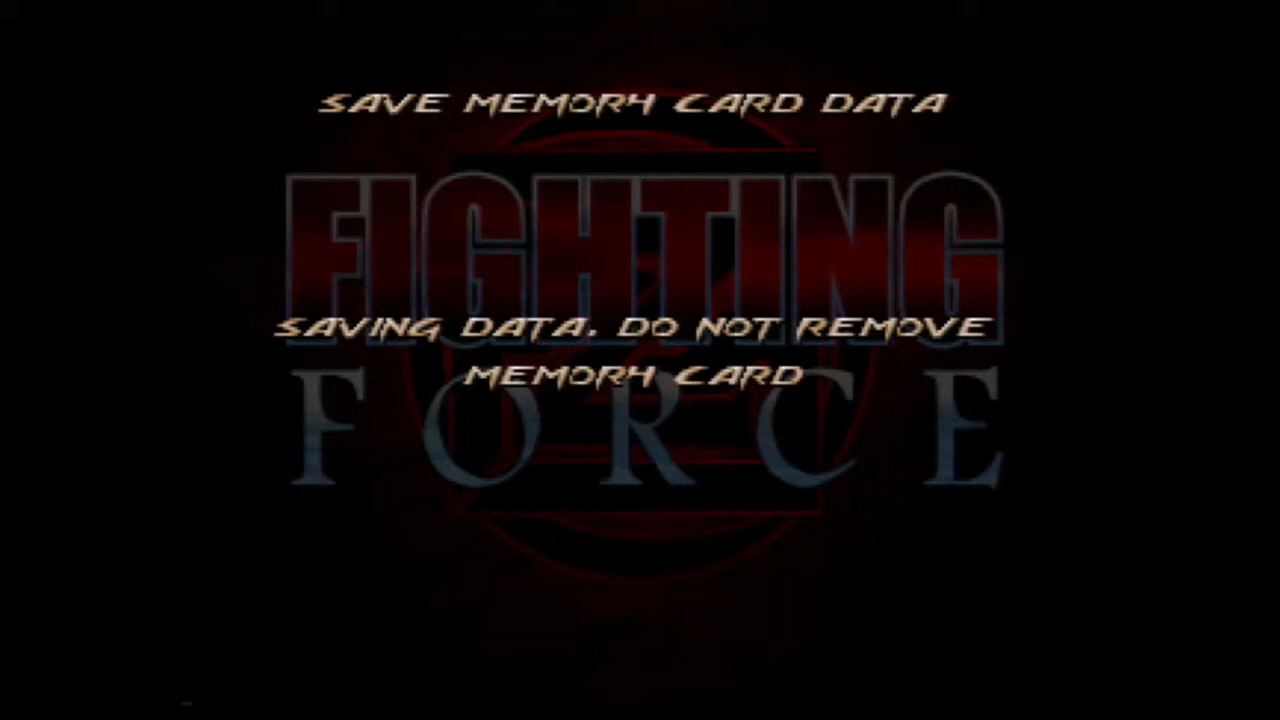 SAVE MEMORY CARD DATA
FIGHTING
SAVING DATA. DO NOT REMOVE
MEMORY CARD
FORCE